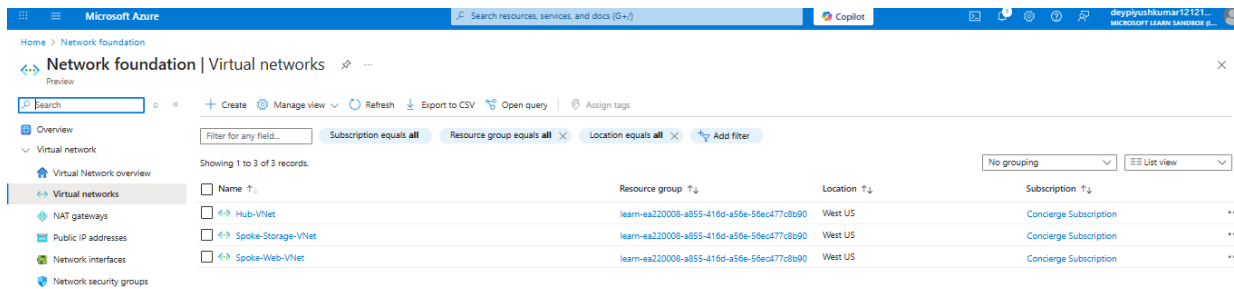 Microsoft Azure
Search resources, services, and docs (G+/)
Copilot
deypiyushkumar12121...
MICROSOFT LEARN SANDBOX (L...
Home > Network foundation
Network foundation | Virtual networks
Preview
Search
Create Manage view Refresh Export to CSV Open query Assign tags
Overview
Virtual network
Virtual Network overview
Virtual networks
NAT gateways
Public IP addresses
Network interfaces
Network security groups
Filter for any field... Subscription equals all Resource group equals all Location equals all Add filter
Showing 1 to 3 of 3 records.
No grouping List view
Name Resource group Location Subscription
Hub-VNet learn-ea220008-a855-416d-a56e-56ec477c8b90 West US Concierge Subscription
Spoke-Storage-VNet learn-ea220008-a855-416d-a56e-56ec477c8b90 West US Concierge Subscription
Spoke-Web-VNet learn-ea220008-a855-416d-a56e-56ec477c8b90 West US Concierge Subscription